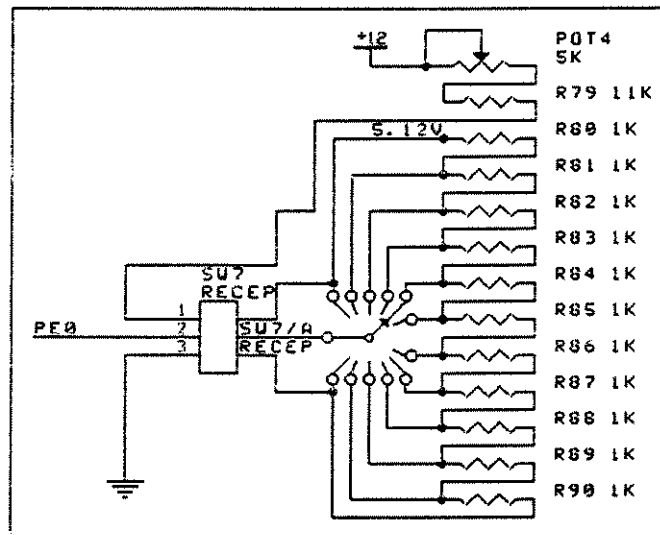 +12
POT4
5K
R79 11K
5.12V
R80 1K
R81 1K
R82 1K
R83 1K
SW7
RECEP
R84 1K
1
R85 1K
PE0
2
SW7/A
3
RECEP
R86 1K
R87 1K
R88 1K
R89 1K
R90 1K